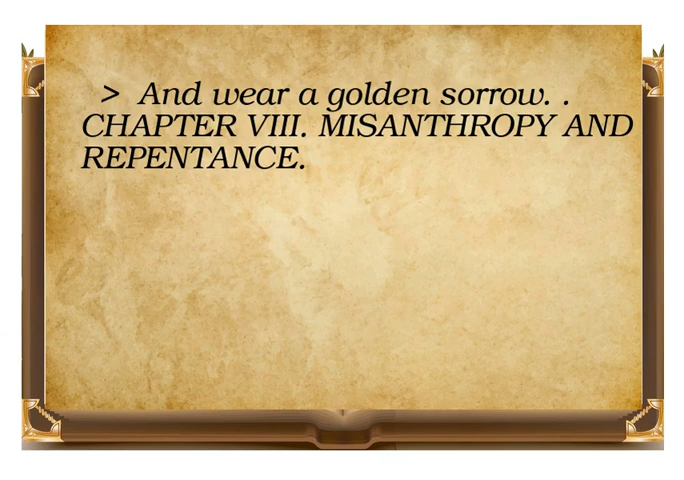 > And wear a golden sorrow. .
CHAPTER VIII. MISANTHROPY AND
REPENTANCE.